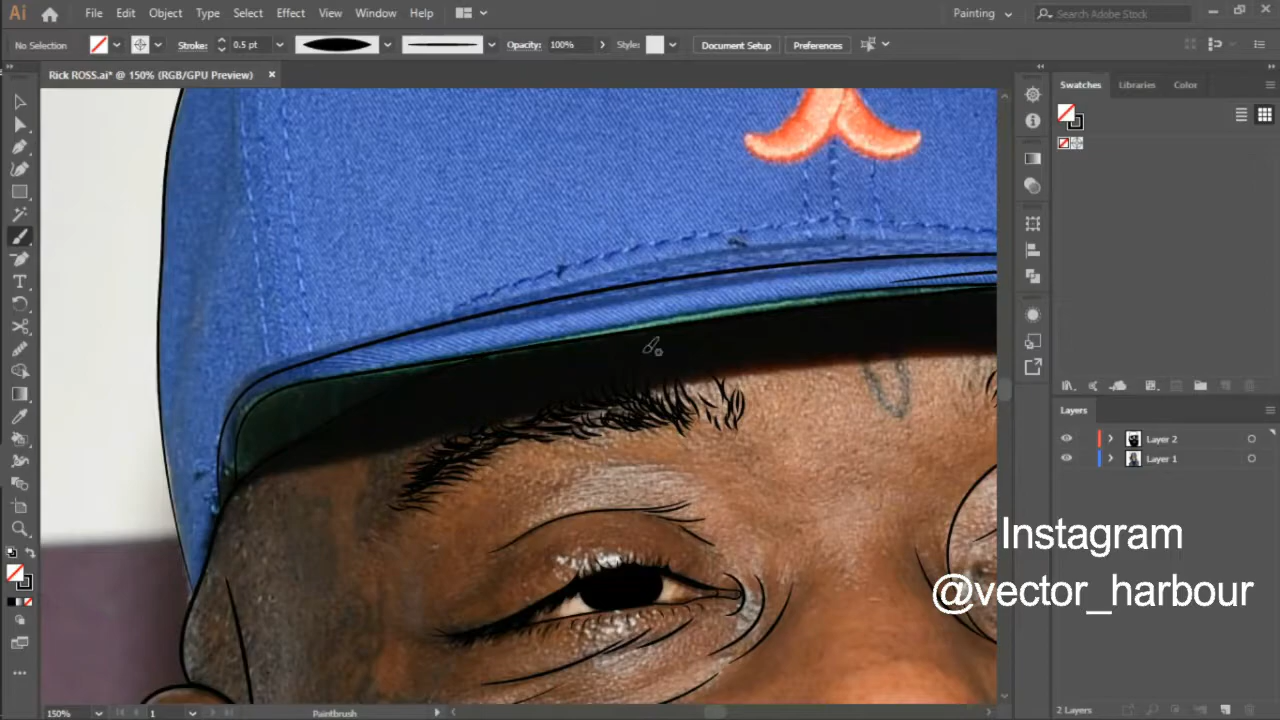 Ai File Edit Object Type Select Effect View Window Help Painting Search Adobe Stock
No Selection Stroke: 0.5 pt Opacity: 100% Style: Document Setup Preferences
Rick ROSS.ai* @ 150% (RGB/GPU Preview) ×
Swatches Libraries Color
Layers
Layer 2
Layer 1
Instagram
@vector_harbour
150% 1 Paintbrush 2 Layers